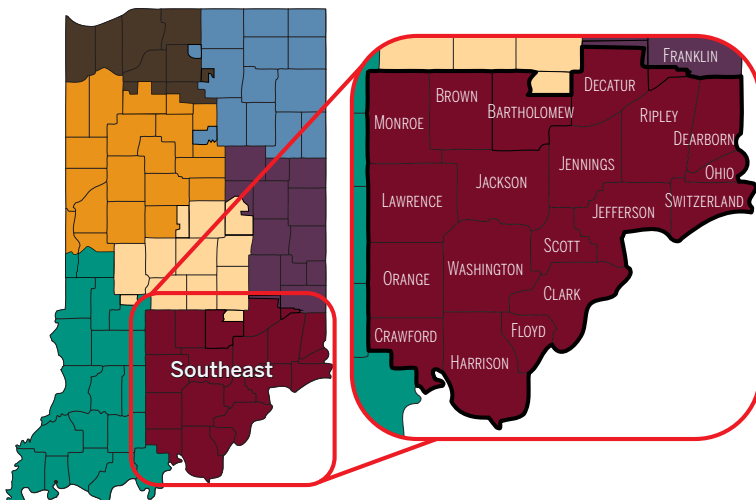 Southeast
FRANKLIN
DECATUR
BROWN
BARTHOLOMEW
RIPLEY
MONROE
DEARBORN
JENNINGS
OHIO
JACKSON
LAWRENCE
SWITZERLAND
JEFFERSON
SCOTT
WASHINGTON
ORANGE
CLARK
FLOYD
CRAWFORD
HARRISON